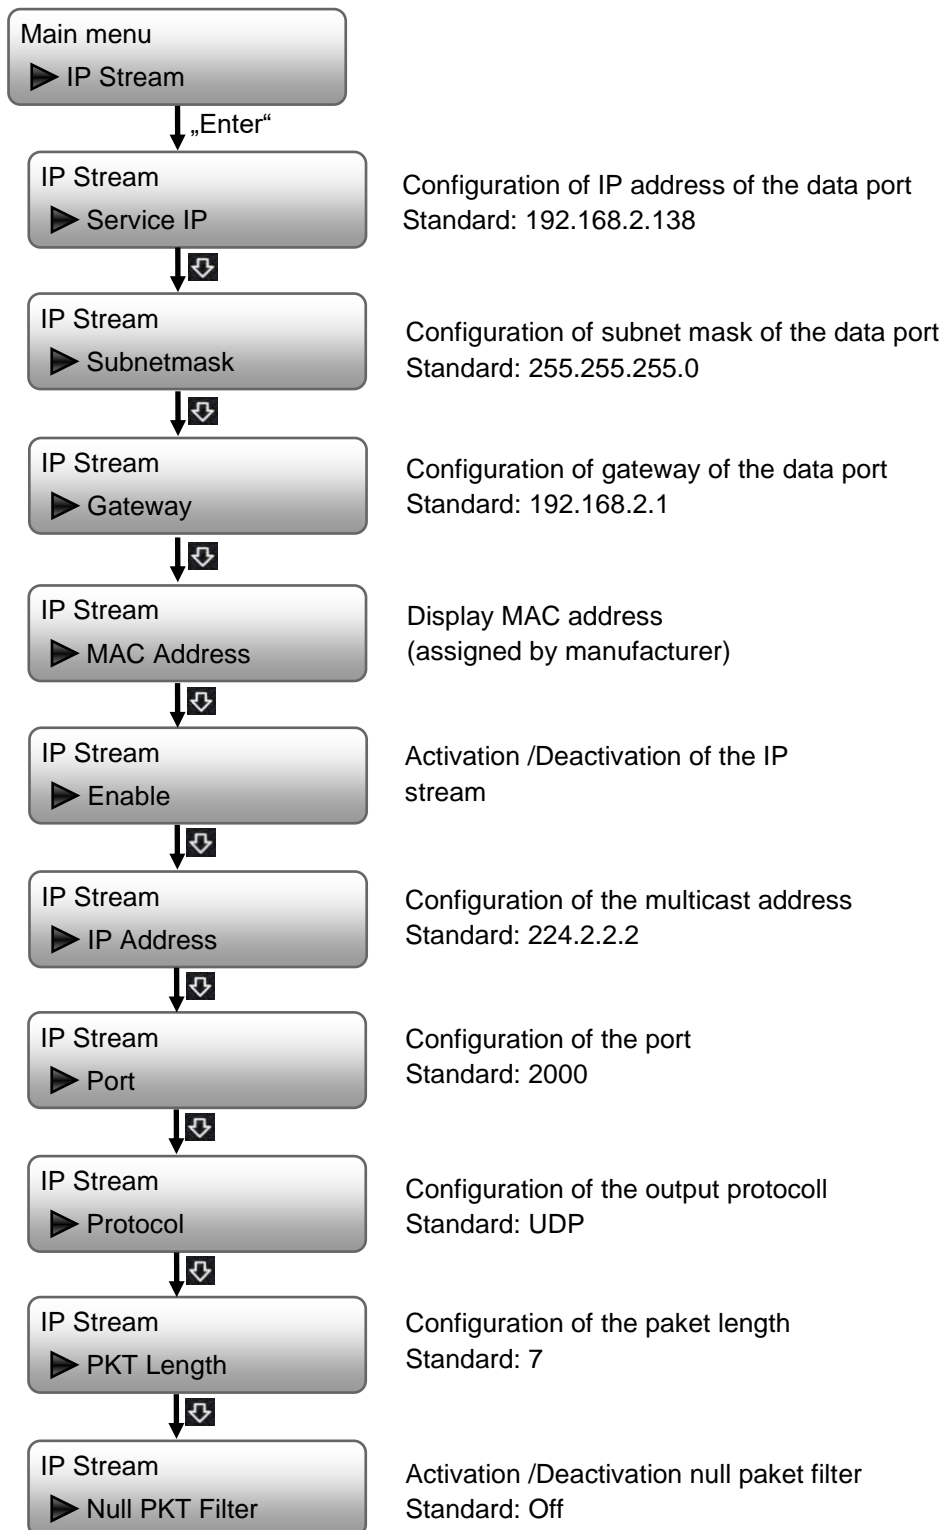 Main menu
IP Stream
„Enter“
IP Stream
Service IP
Configuration of IP address of the data port
Standard: 192.168.2.138
IP Stream
Subnetmask
Configuration of subnet mask of the data port
Standard: 255.255.255.0
IP Stream
Gateway
Configuration of gateway of the data port
Standard: 192.168.2.1
IP Stream
MAC Address
Display MAC address
(assigned by manufacturer)
IP Stream
Enable
Activation /Deactivation of the IP
stream
IP Stream
IP Address
Configuration of the multicast address
Standard: 224.2.2.2
IP Stream
Port
Configuration of the port
Standard: 2000
IP Stream
Protocol
Configuration of the output protocoll
Standard: UDP
IP Stream
PKT Length
Configuration of the paket length
Standard: 7
IP Stream
Null PKT Filter
Activation /Deactivation null paket filter
Standard: Off